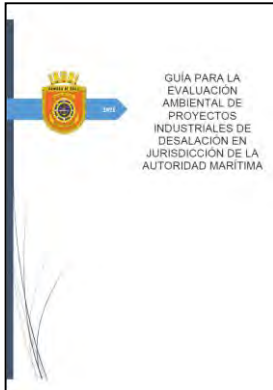 GUÍA PARA LA
EVALUACIÓN
AMBIENTAL DE
PROYECTOS
INDUSTRIALES DE
DESALACIÓN EN
JURISDICCIÓN DE LA
AUTORIDAD MARÍTIMA